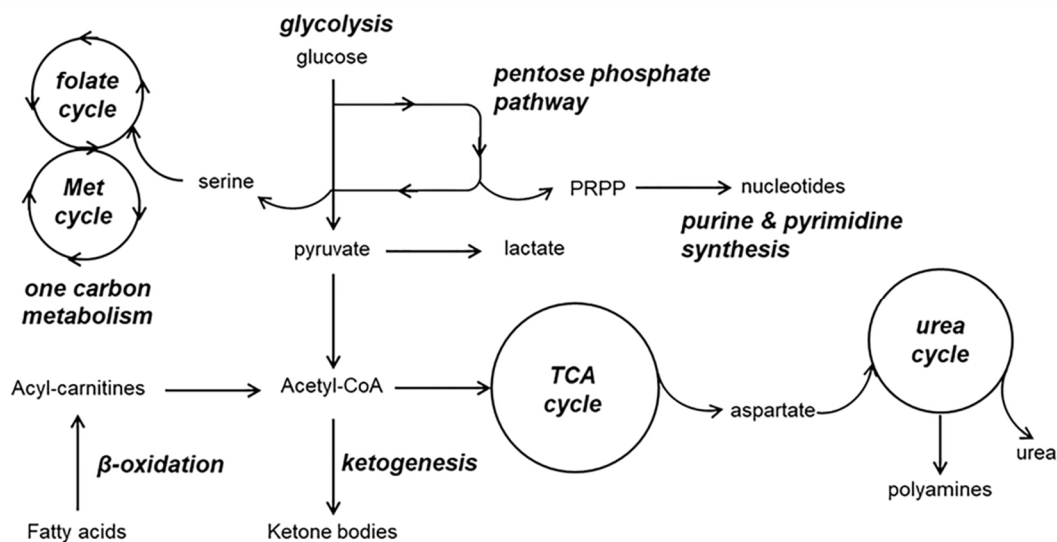 glycolysis
glucose
folate
cycle
pentose phosphate
pathway
Met
cycle
serine
PRPP
nucleotides
purine & pyrimidine
synthesis
pyruvate
lactate
one carbon
metabolism
urea
cycle
Acyl-carnitines
Acetyl-CoA
TCA
cycle
aspartate
β-oxidation
ketogenesis
urea
polyamines
Fatty acids
Ketone bodies